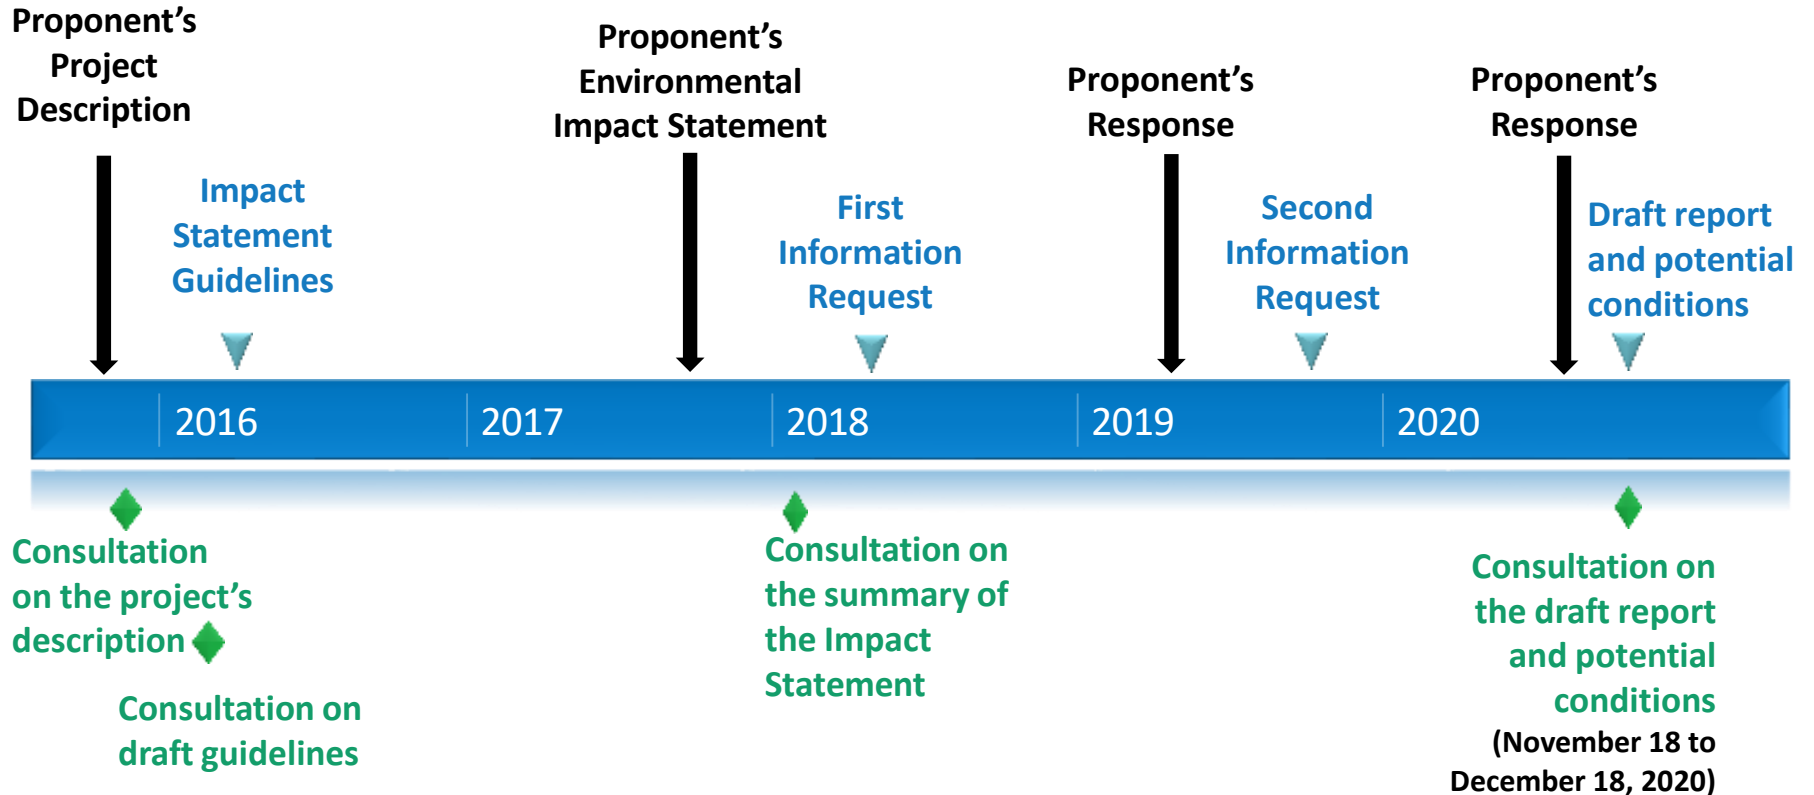 Proponent’s
Project
Description
Proponent’s
Environmental
Impact Statement
Proponent’s
Response
Proponent’s
Response
Impact
Statement
Guidelines
First
Information
Request
Second
Information
Request
Draft report
and potential
conditions
2016
2017
2018
2019
2020
Consultation
on the project’s
description
Consultation on
draft guidelines
Consultation on
the summary of
the Impact
Statement
Consultation on
the draft report
and potential
conditions
(November 18 to
December 18, 2020)